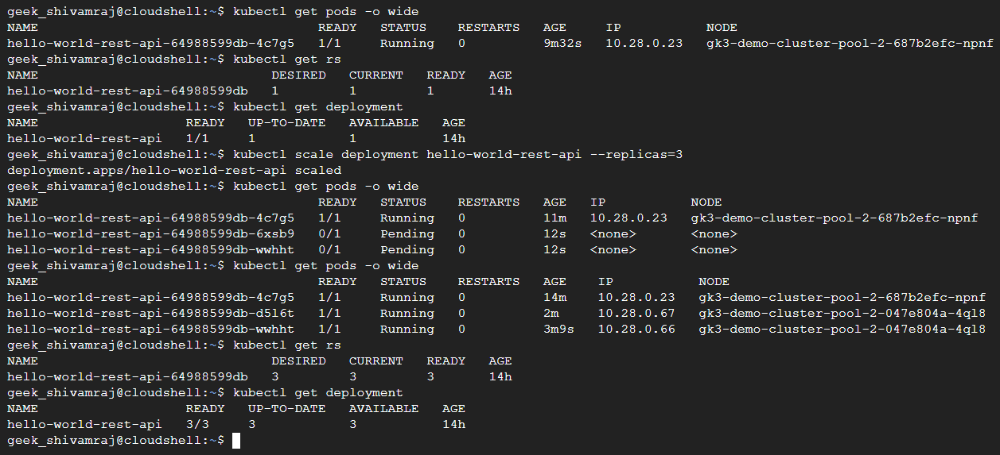 geek_shivamraj@cloudshell:~$ kubectl get pods -o wide
NAME READY STATUS RESTARTS AGE IP NODE
hello-world-rest-api-64988599db-4c7g5 1/1 Running 0 9m32s 10.28.0.23 gk3-demo-cluster-pool-2-687b2efc-npnf
geek_shivamraj@cloudshell:~$ kubectl get rs
NAME DESIRED CURRENT READY AGE
hello-world-rest-api-64988599db 1 1 1 14h
geek_shivamraj@cloudshell:~$ kubectl get deployment
NAME READY UP-TO-DATE AVAILABLE AGE
hello-world-rest-api 1/1 1 1 14h
geek_shivamraj@cloudshell:~$ kubectl scale deployment hello-world-rest-api --replicas=3
deployment.apps/hello-world-rest-api scaled
geek_shivamraj@cloudshell:~$ kubectl get pods -o wide
NAME READY STATUS RESTARTS AGE IP NODE
hello-world-rest-api-64988599db-4c7g5 1/1 Running 0 11m 10.28.0.23 gk3-demo-cluster-pool-2-687b2efc-npnf
hello-world-rest-api-64988599db-6xsb9 0/1 Pending 0 12s <none> <none>
hello-world-rest-api-64988599db-wwhht 0/1 Pending 0 12s <none> <none>
geek_shivamraj@cloudshell:~$ kubectl get pods -o wide
NAME READY STATUS RESTARTS AGE IP NODE
hello-world-rest-api-64988599db-4c7g5 1/1 Running 0 14m 10.28.0.23 gk3-demo-cluster-pool-2-687b2efc-npnf
hello-world-rest-api-64988599db-d5l6t 1/1 Running 0 2m 10.28.0.67 gk3-demo-cluster-pool-2-047e804a-4ql8
hello-world-rest-api-64988599db-wwhht 1/1 Running 0 3m9s 10.28.0.66 gk3-demo-cluster-pool-2-047e804a-4ql8
geek_shivamraj@cloudshell:~$ kubectl get rs
NAME DESIRED CURRENT READY AGE
hello-world-rest-api-64988599db 3 3 3 14h
geek_shivamraj@cloudshell:~$ kubectl get deployment
NAME READY UP-TO-DATE AVAILABLE AGE
hello-world-rest-api 3/3 3 3 14h
geek_shivamraj@cloudshell:~$